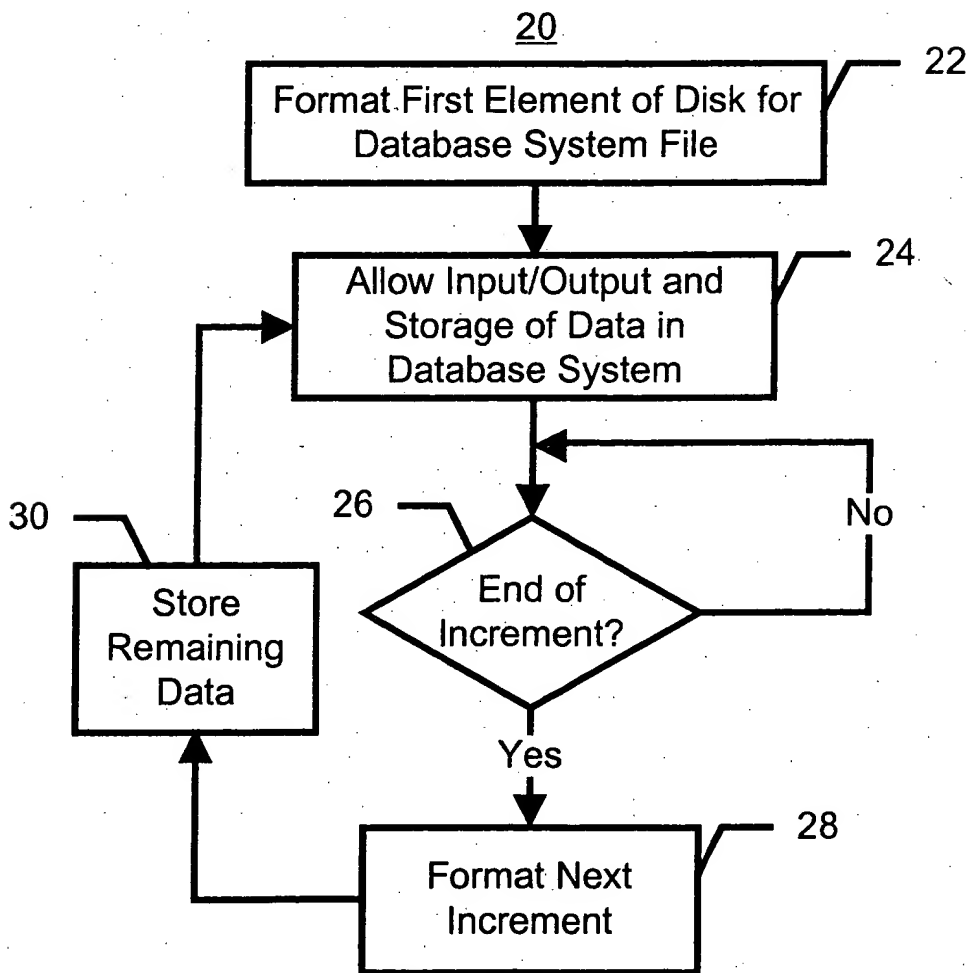 20
22
Format First Element of Disk for
Database System File
24
Allow Input/Output and
Storage of Data in
Database System
26
No
30
End of
Increment?
Store
Remaining
Data
Yes
28
Format Next
Increment